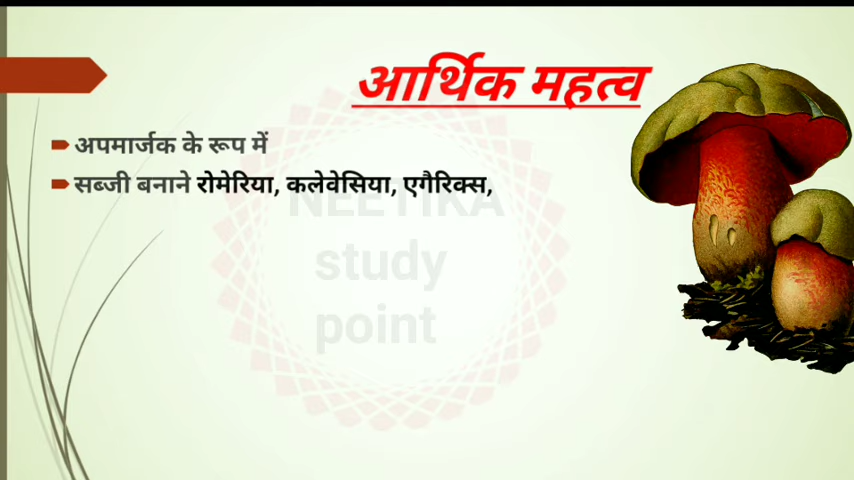 आर्थिक महत्व
अपमार्जक के रूप में
सब्जी बनाने रोमेरिया, कलेवेसिया, एगैरिक्स,
NEETIKA
study
point